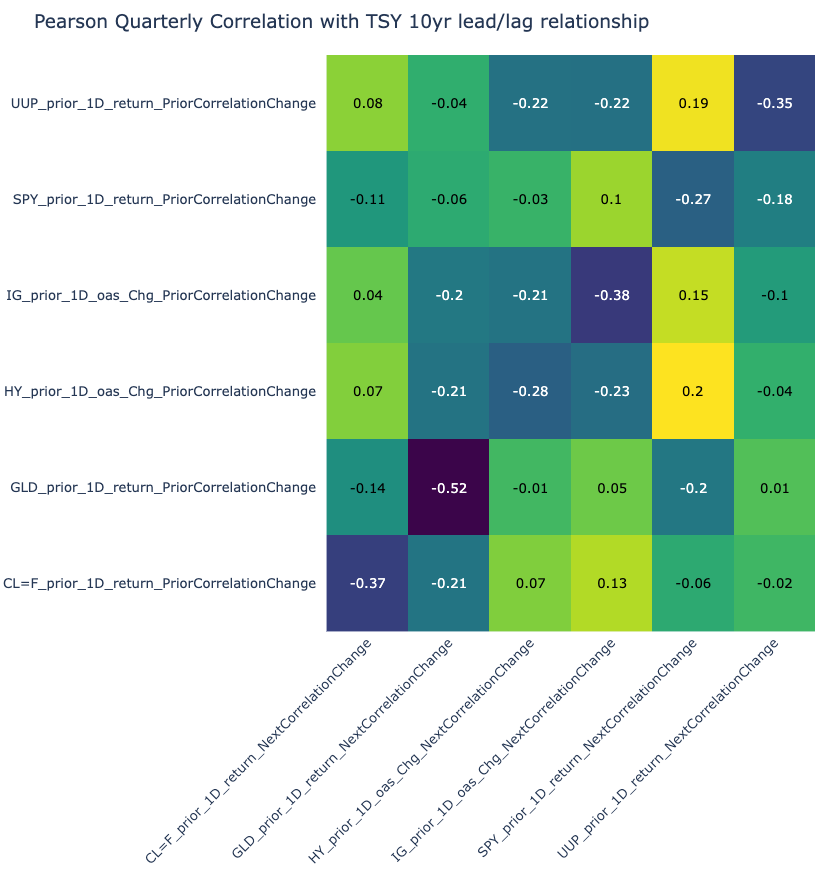 Pearson Quarterly Correlation with TSY 10yr lead/lag relationship
UUP_prior_1D_return_PriorCorrelationChange 0.08 -0.04 -0.22 -0.22 0.19 -0.35
SPY_prior_1D_return_PriorCorrelationChange -0.11 -0.06 -0.03 0.1 -0.27 -0.18
IG_prior_1D_oas_Chg_PriorCorrelationChange 0.04 -0.2 -0.21 -0.38 0.15 -0.1
HY_prior_1D_oas_Chg_PriorCorrelationChange 0.07 -0.21 -0.28 -0.23 0.2 -0.04
GLD_prior_1D_return_PriorCorrelationChange -0.14 -0.52 -0.01 0.05 -0.2 0.01
CL=F_prior_1D_return_PriorCorrelationChange -0.37 -0.21 0.07 0.13 -0.06 -0.02
CL=F_prior_1D_return_NextCorrelationChange
GLD_prior_1D_return_NextCorrelationChange
HY_prior_1D_oas_Chg_NextCorrelationChange
IG_prior_1D_oas_Chg_NextCorrelationChange
SPY_prior_1D_return_NextCorrelationChange
UUP_prior_1D_return_NextCorrelationChange